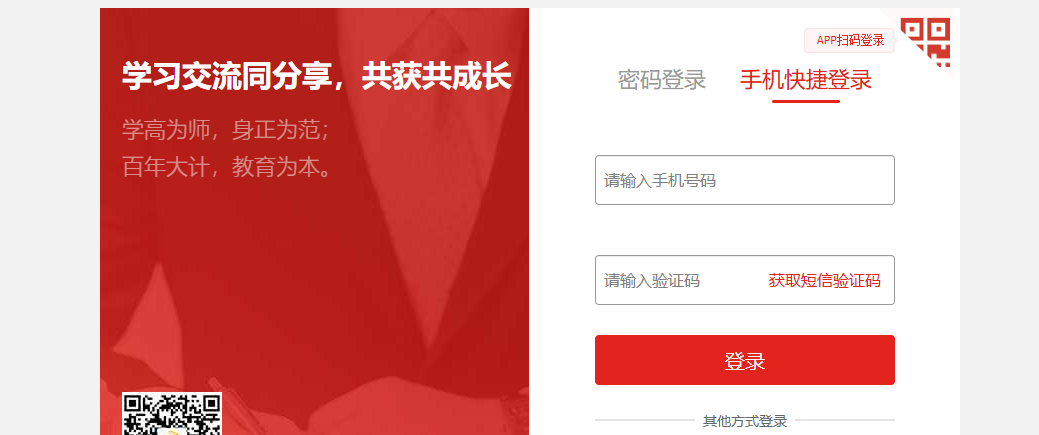 学习交流同分享，共获共成长
学高为师，身正为范；
百年大计，教育为本。
APP扫码登录
密码登录
手机快捷登录
请输入手机号码
请输入验证码
获取短信验证码
登录
其他方式登录